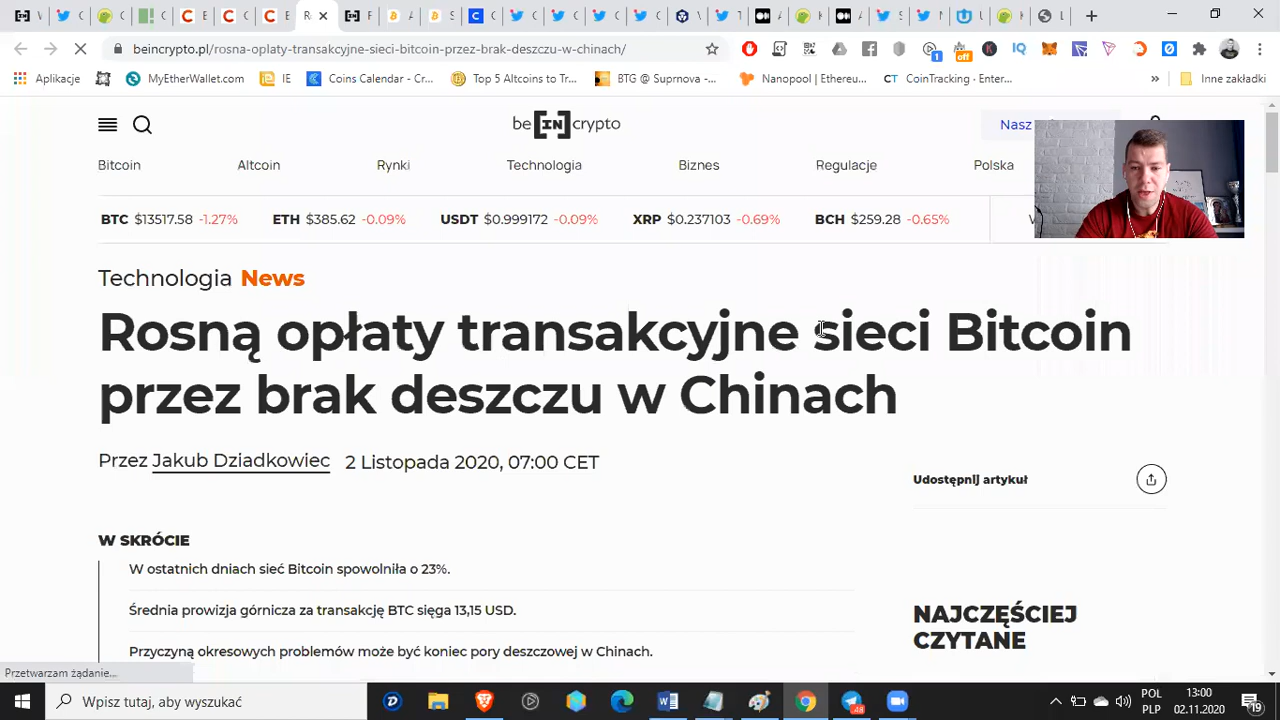 Ro
beincrypto.pl/rosna-oplaty-transakcyjne-sieci-bitcoin-przez-brak-deszczu-w-chinach/
Aplikacje
MyEtherWallet.com
IE
Coins Calendar - Cr...
Top 5 Altcoins to Tr...
BTG @ Suprnova -...
Nanopool | Ethereu...
CT CoinTracking · Enter...
»
Inne zakładki
be[IN]crypto
Nasz
Bitcoin Altcoin Rynki Technologia Biznes Regulacje Polska
BTC $13517.58 -1.27% ETH $385.62 -0.09% USDT $0.999172 -0.09% XRP $0.237103 -0.69% BCH $259.28 -0.65%
Technologia News
Rosną opłaty transakcyjne sieci Bitcoin
przez brak deszczu w Chinach
Przez Jakub Dziadkowiec 2 Listopada 2020, 07:00 CET
Udostępnij artykuł
W SKRÓCIE
W ostatnich dniach sieć Bitcoin spowolniła o 23%.
Średnia prowizja górnicza za transakcję BTC sięga 13,15 USD.
Przyczyną okresowych problemów może być koniec pory deszczowej w Chinach.
NAJCZĘŚCIEJ
CZYTANE
Przetwarzam żądanie...
Wpisz tutaj, aby wyszukać
POL
PLP
13:00
02.11.2020
19